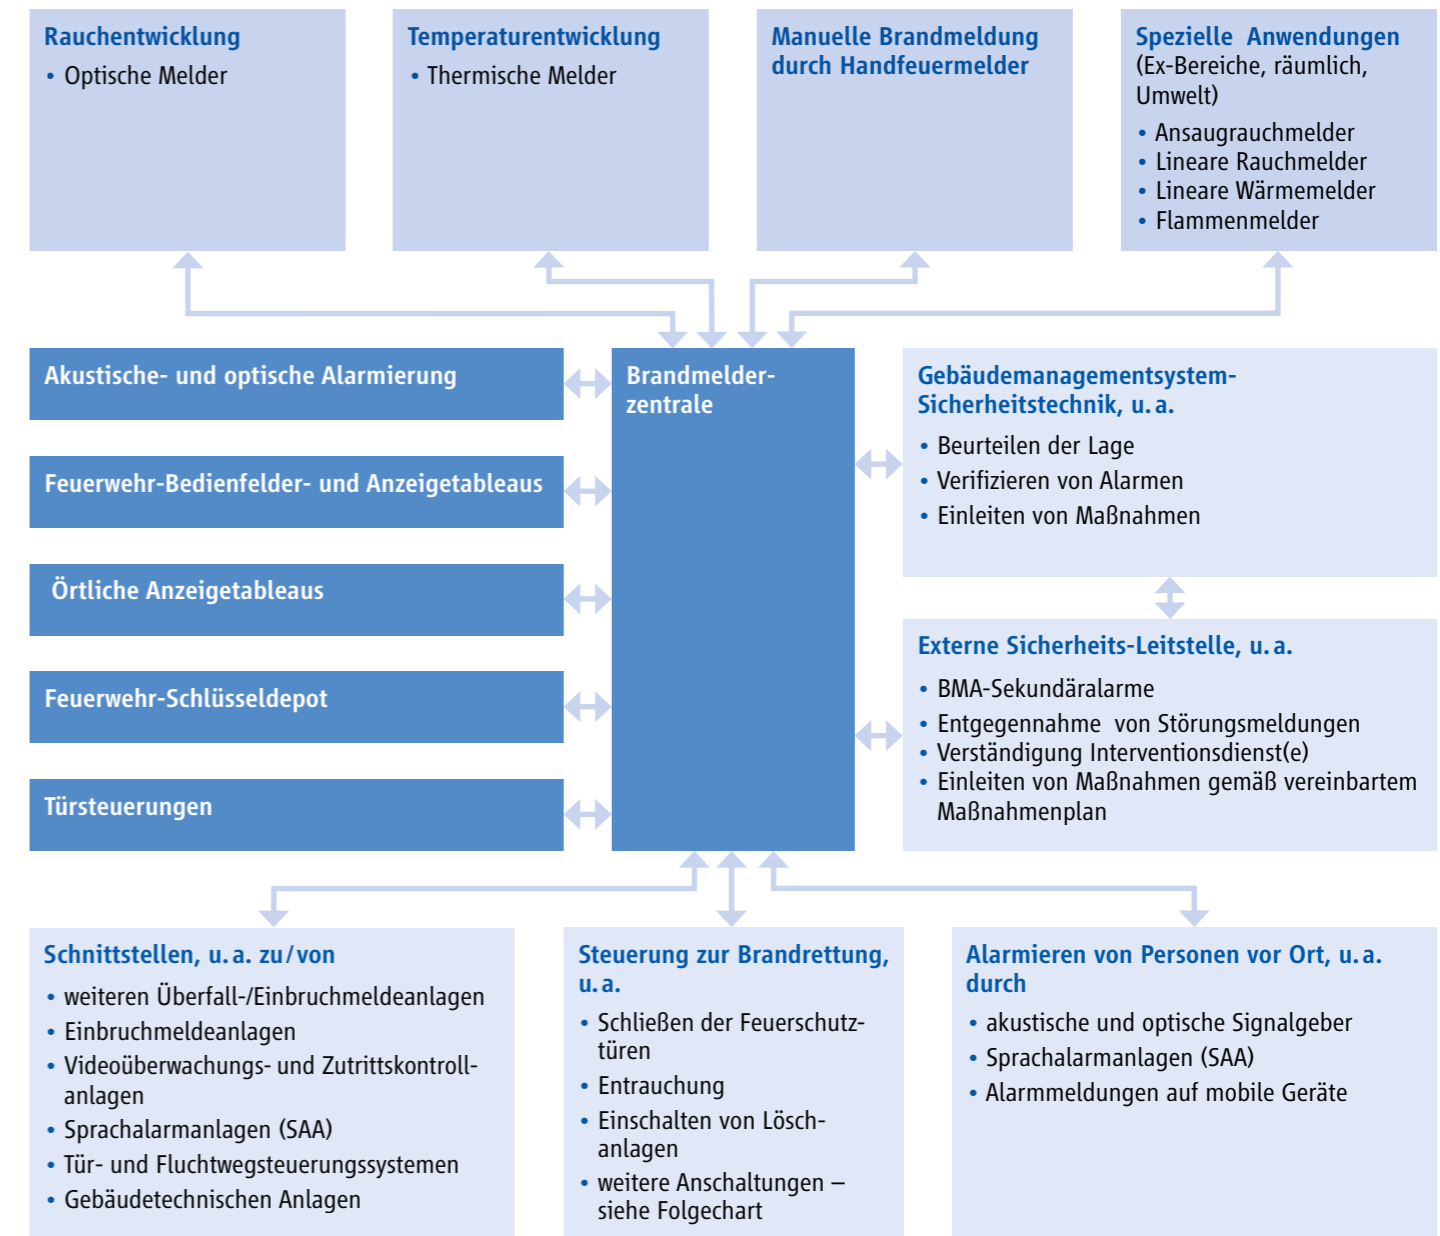 Rauchentwicklung
• Optische Melder
Temperaturentwicklung
• Thermische Melder
Manuelle Brandmeldung
durch Handfeuermelder
Spezielle Anwendungen
(Ex-Bereiche, räumlich,
Umwelt)
• Ansaugrauchmelder
• Lineare Rauchmelder
• Lineare Wärmemelder
• Flammenmelder
Akustische- und optische Alarmierung
Feuerwehr-Bedienfelder- und Anzeigetableaus
Örtliche Anzeigetableaus
Feuerwehr-Schlüsseldepot
Türsteuerungen
Brandmelder-
zentrale
Gebäudemanagementsystem-
Sicherheitstechnik, u. a.
• Beurteilen der Lage
• Verifizieren von Alarmen
• Einleiten von Maßnahmen
Externe Sicherheits-Leitstelle, u. a.
• BMA-Sekundäralarme
• Entgegennahme von Störungsmeldungen
• Verständigung Interventionsdienst(e)
• Einleiten von Maßnahmen gemäß vereinbartem
Maßnahmenplan
Schnittstellen, u. a. zu/von
• weiteren Überfall-/Einbruchmeldeanlagen
• Einbruchmeldeanlagen
• Videoüberwachungs- und Zutrittskontroll-
anlagen
• Sprachalarmanlagen (SAA)
• Tür- und Fluchtwegsteuerungssystemen
• Gebäudetechnischen Anlagen
Steuerung zur Brandrettung,
u. a.
• Schließen der Feuerschutz-
türen
• Entrauchung
• Einschalten von Lösch-
anlagen
• weitere Anschaltungen –
siehe Folgechart
Alarmieren von Personen vor Ort, u. a.
durch
• akustische und optische Signalgeber
• Sprachalarmanlagen (SAA)
• Alarmmeldungen auf mobile Geräte